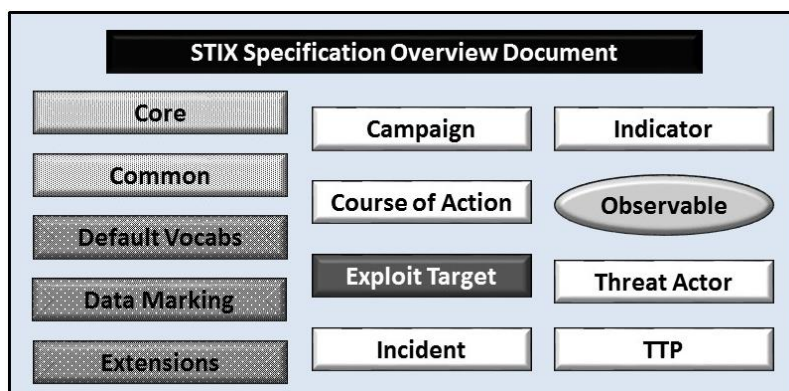 STIX Specification Overview Document
Core
Common
Default Vocabs
Data Marking
Extensions
Campaign
Course of Action
Exploit Target
Incident
Indicator
Observable
Threat Actor
TTP